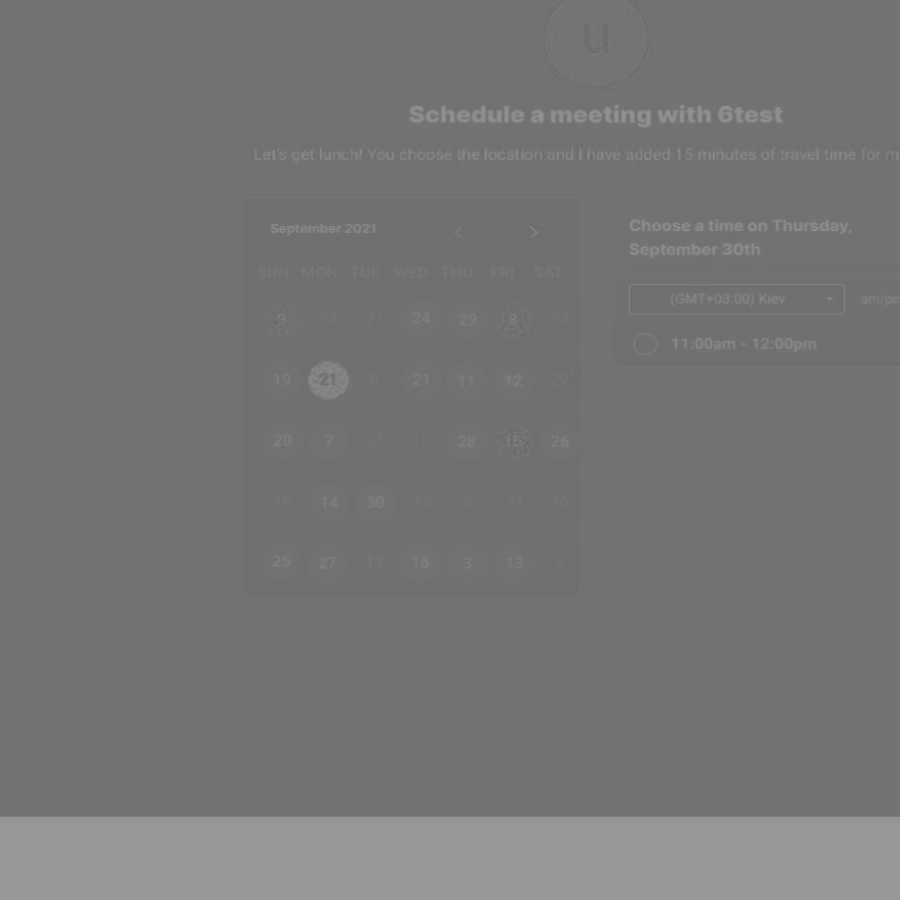 u
Schedule a meeting with 6test
Let's get lunch! You choose the location and I have added 15 minutes of travel time for m
September 2021 < >
SUN MON TUE WED THU FRI SAT
9 24 21 24 29 8 24
19 21 8 21 11 12 29
20 7 25 10 28 15 26
16 14 30 13 31 16
25 27 19 18 3 13
Choose a time on Thursday,
September 30th
(GMT+03:00) Kiev am/pm
11:00am - 12:00pm